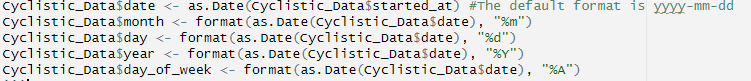 Cyclistic_Data$date <- as.Date(Cyclistic_Data$started_at) #The default format is yyyy-mm-dd
Cyclistic_Data$month <- format(as.Date(Cyclistic_Data$date), "%m")
Cyclistic_Data$day <- format(as.Date(Cyclistic_Data$date), "%d")
Cyclistic_Data$year <- format(as.Date(Cyclistic_Data$date), "%Y")
Cyclistic_Data$day_of_week <- format(as.Date(Cyclistic_Data$date), "%A")